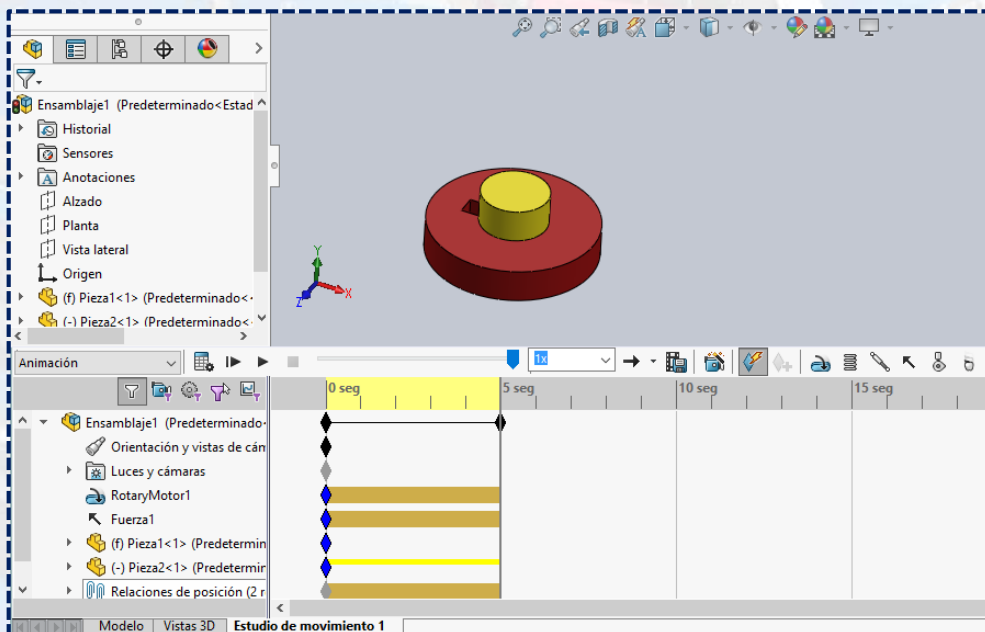 Ensamblaje1 (Predeterminado<Estad
Historial
Sensores
Anotaciones
Alzado
Planta
Vista lateral
Origen
(f) Pieza1<1> (Predeterminado<
(-) Pieza2<1> (Predeterminado<
Y
X
Z
Animación
1x
0 seg 5 seg 10 seg 15 seg
Ensamblaje1 (Predeterminado
Orientación y vistas de cám
Luces y cámaras
RotaryMotor1
Fuerza1
(f) Pieza1<1> (Predetermin
(-) Pieza2<1> (Predetermin
Relaciones de posición (2 r
Modelo Vistas 3D Estudio de movimiento 1